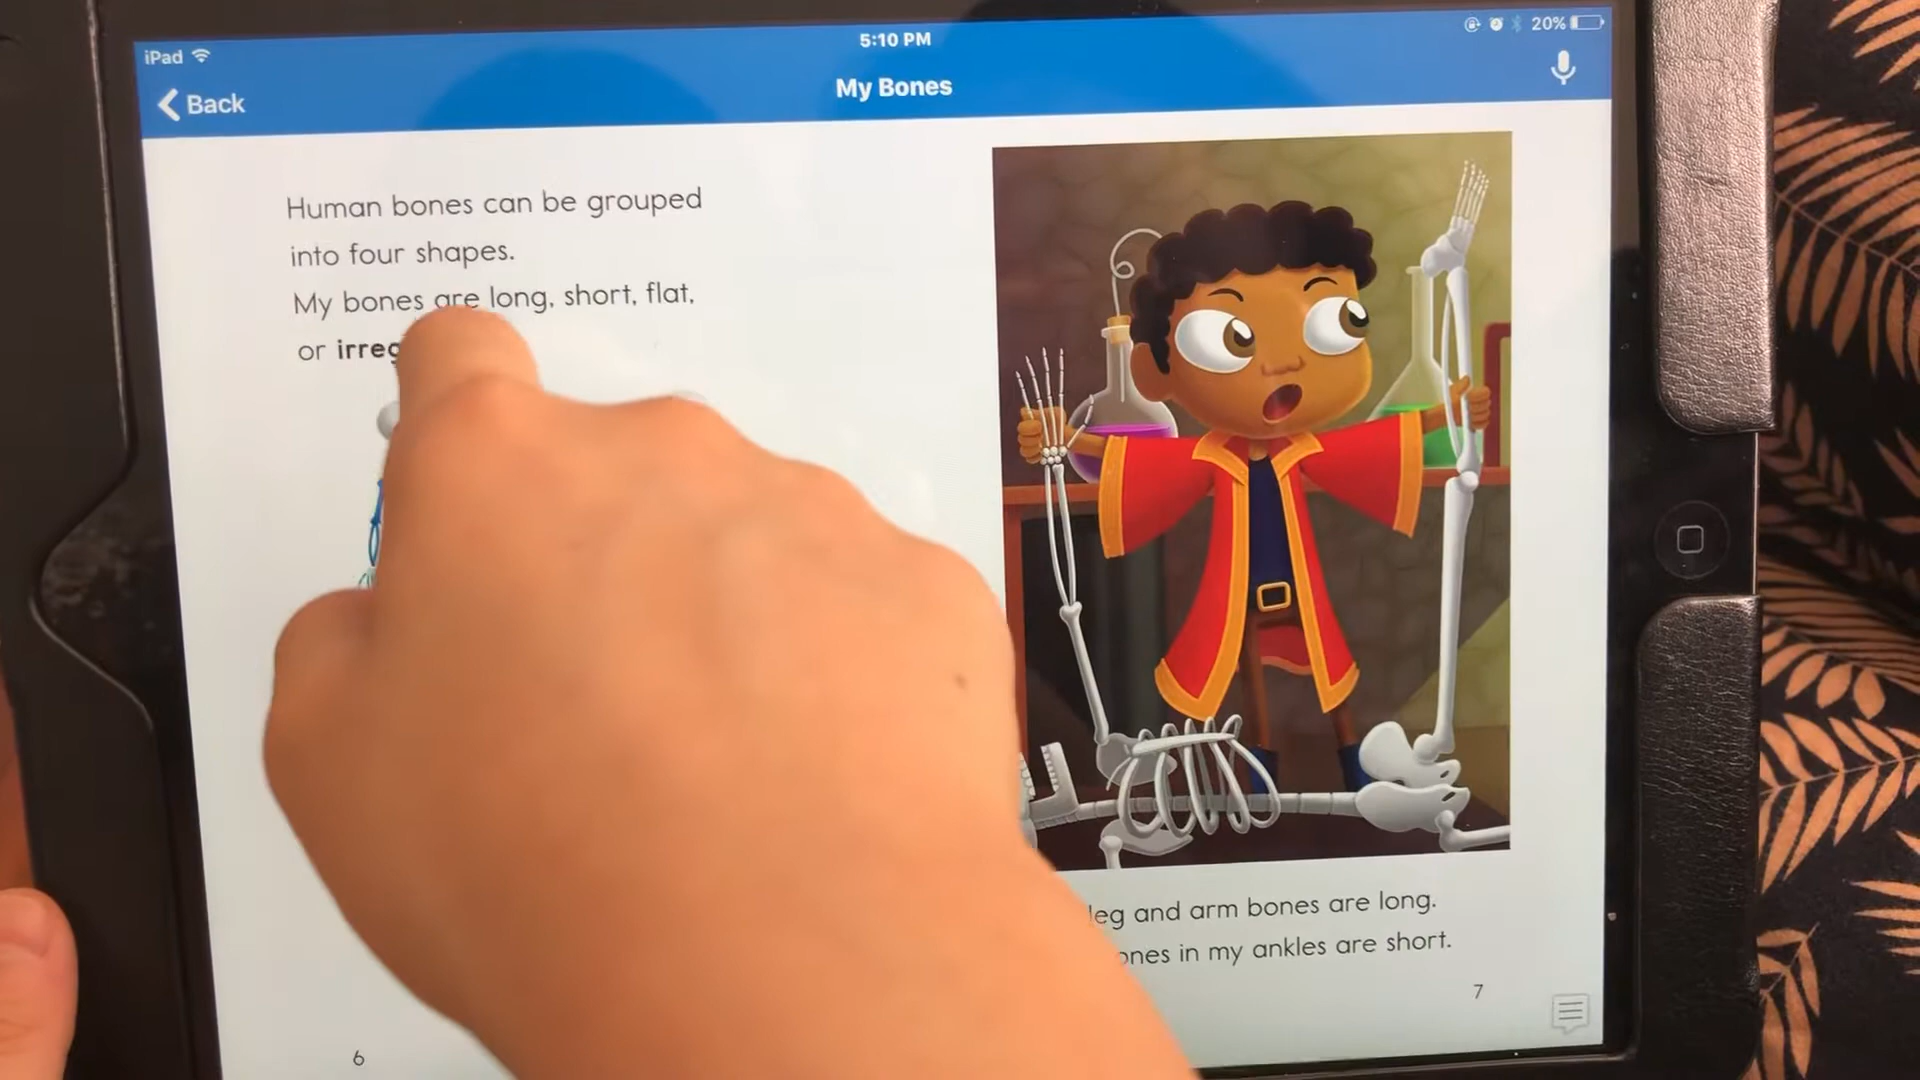 iPad
5:10 PM
20%
Back
My Bones
Human bones can be grouped
into four shapes.
My bones are long, short, flat,
or
6
leg and arm bones are long.
in my ankles are short.
7